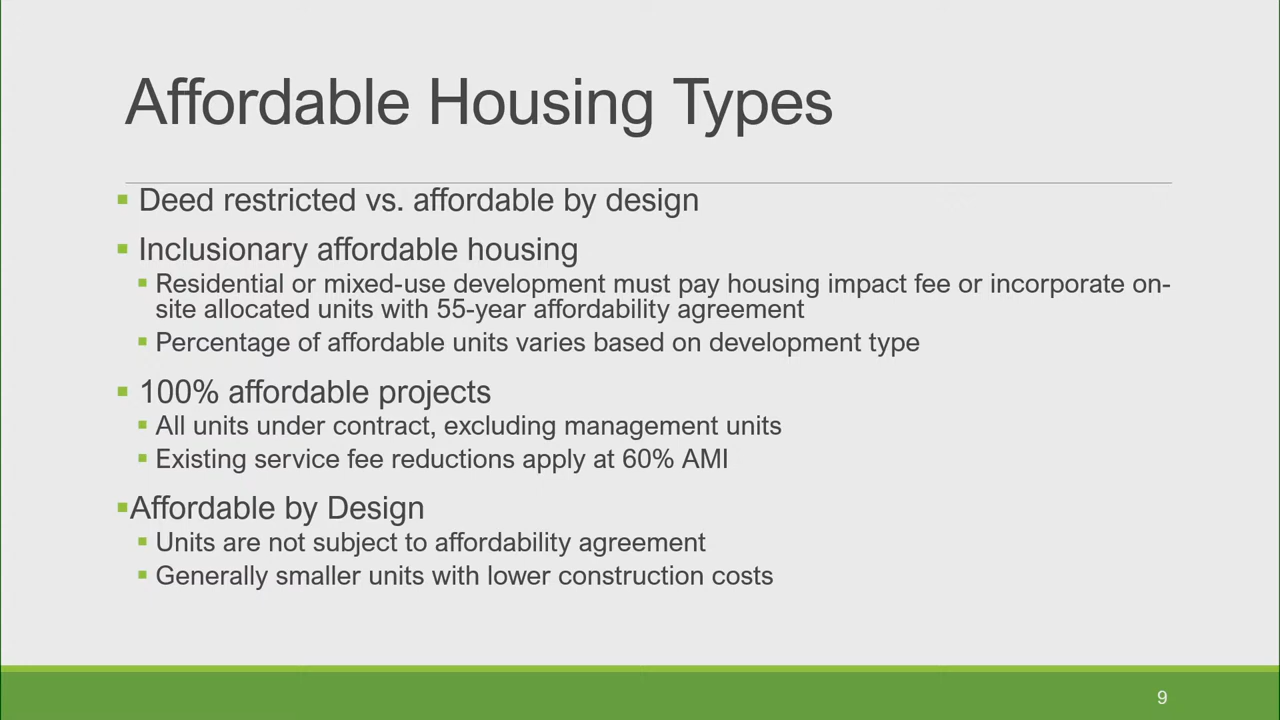 Affordable Housing Types
▪ Deed restricted vs. affordable by design
▪ Inclusionary affordable housing
▪ Residential or mixed-use development must pay housing impact fee or incorporate on-
site allocated units with 55-year affordability agreement
▪ Percentage of affordable units varies based on development type
▪ 100% affordable projects
▪ All units under contract, excluding management units
▪ Existing service fee reductions apply at 60% AMI
▪Affordable by Design
▪ Units are not subject to affordability agreement
▪ Generally smaller units with lower construction costs
9